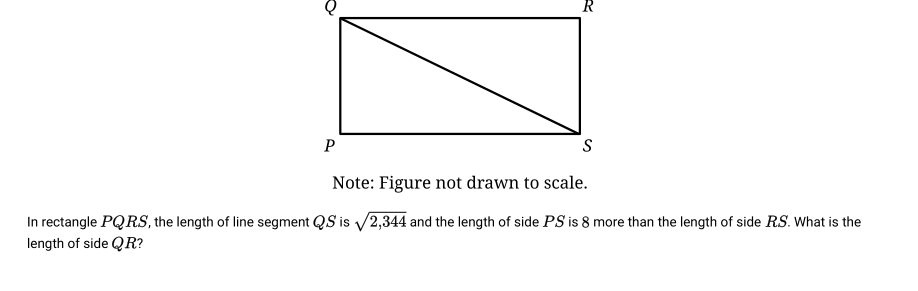 Q R
P S
Note: Figure not drawn to scale.
In rectangle PQRS, the length of line segment QS is √2,344 and the length of side PS is 8 more than the length of side RS. What is the
length of side QR?